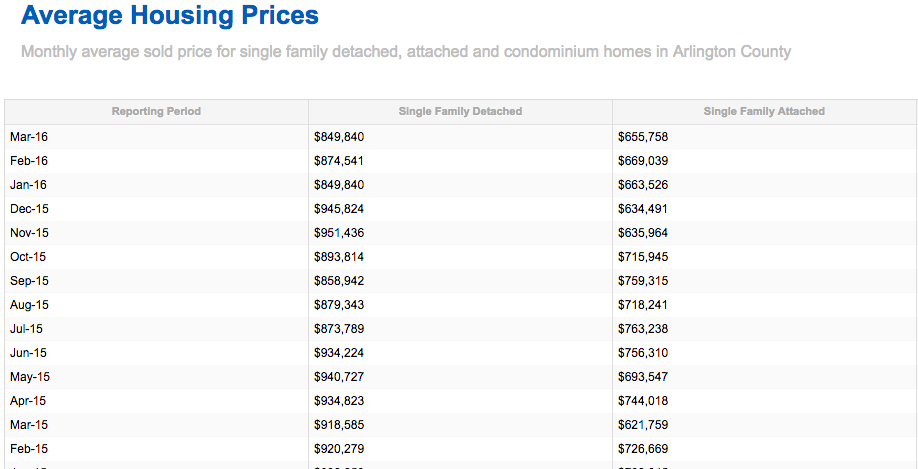 Average Housing Prices
Monthly average sold price for single family detached, attached and condominium homes in Arlington County
Reporting Period Single Family Detached Single Family Attached
Mar-16 $849,840 $655,758
Feb-16 $874,541 $669,039
Jan-16 $849,840 $663,526
Dec-15 $945,824 $634,491
Nov-15 $951,436 $635,964
Oct-15 $893,814 $715,945
Sep-15 $858,942 $759,315
Aug-15 $879,343 $718,241
Jul-15 $873,789 $763,238
Jun-15 $934,224 $756,310
May-15 $940,727 $693,547
Apr-15 $934,823 $744,018
Mar-15 $918,585 $621,759
Feb-15 $920,279 $726,669